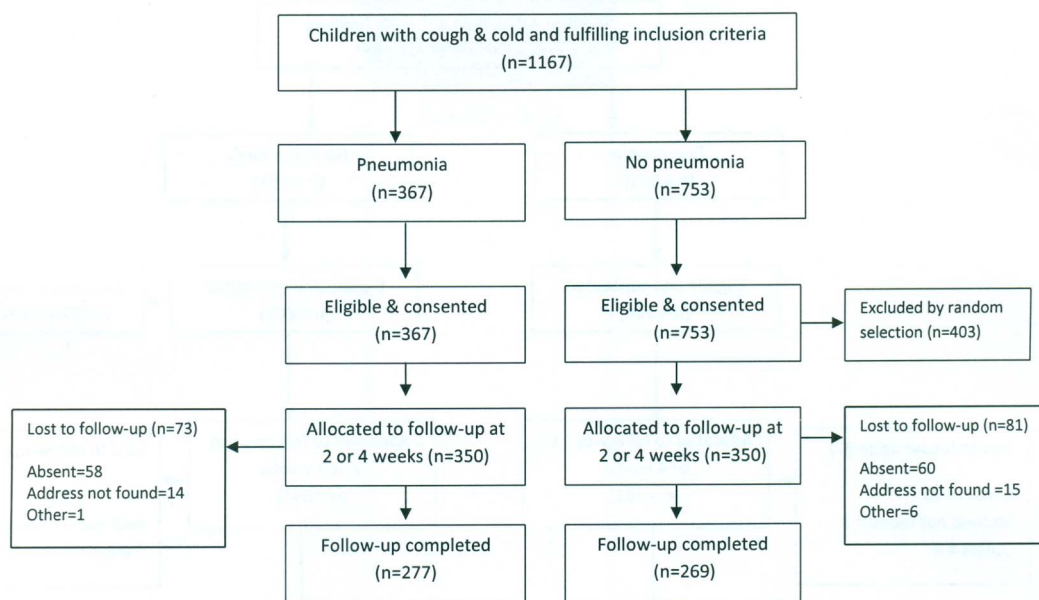 Children with cough & cold and fulfilling inclusion criteria
(n=1167)
Pneumonia
(n=367)
No pneumonia
(n=753)
Eligible & consented
(n=367)
Eligible & consented
(n=753)
Excluded by random
selection (n=403)
Lost to follow-up (n=73)
Absent=58
Address not found=14
Other=1
Allocated to follow-up at
2 or 4 weeks (n=350)
Allocated to follow-up at
2 or 4 weeks (n=350)
Lost to follow-up (n=81)
Absent=60
Address not found =15
Other=6
Follow-up completed
(n=277)
Follow-up completed
(n=269)